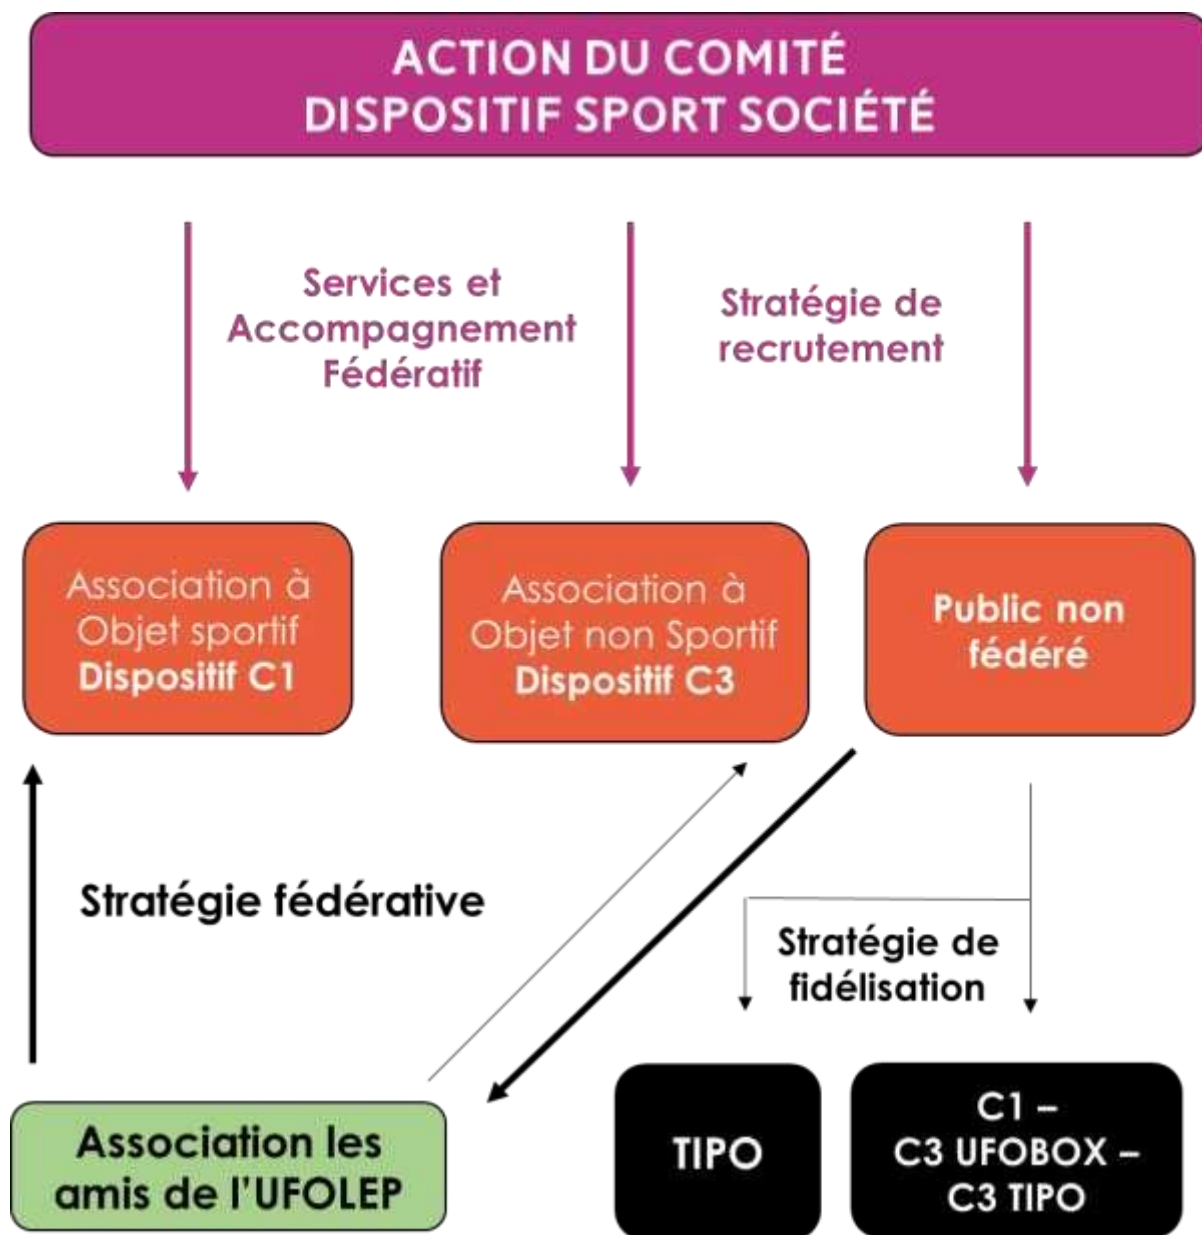 ACTION DU COMITÉ
DISPOSITIF SPORT SOCIÉTÉ
Services et
Accompagnement
Fédératif
Stratégie de
recrutement
Association à
Objet sportif
Dispositif C1
Association à
Objet non Sportif
Dispositif C3
Public non
fédéré
Stratégie fédérative
Stratégie de
fidélisation
Association les
amis de l’UFOLEP
TIPO
C1 –
C3 UFOBOX –
C3 TIPO